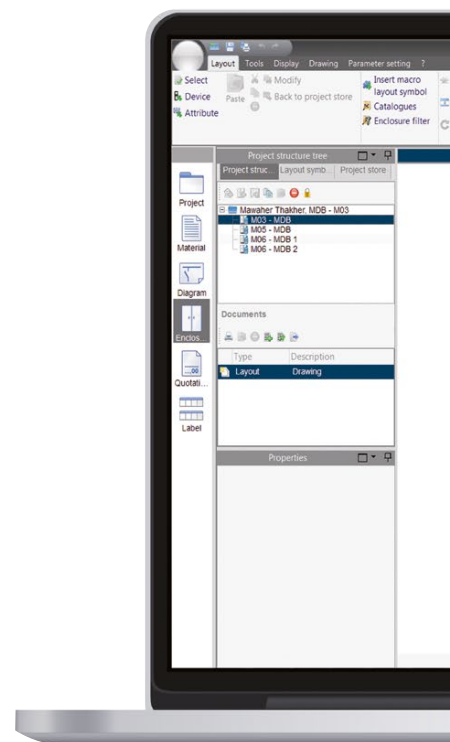 Layout Tools Display Drawing Parameter setting ?
Select
Device
Attribute
Paste
Modify
Back to project store
Insert macro
layout symbol
Catalogues
Enclosure filter
Project structure tree
Project struc... Layout symb... Project store
Mawaher Thakher, MDB - M03
M03 - MDB
M05 - MDB
M06 - MDB 1
M06 - MDB 2
Project
Material
Diagram
Enclos...
Quotati...
Label
Documents
Type Description
Layout Drawing
Properties